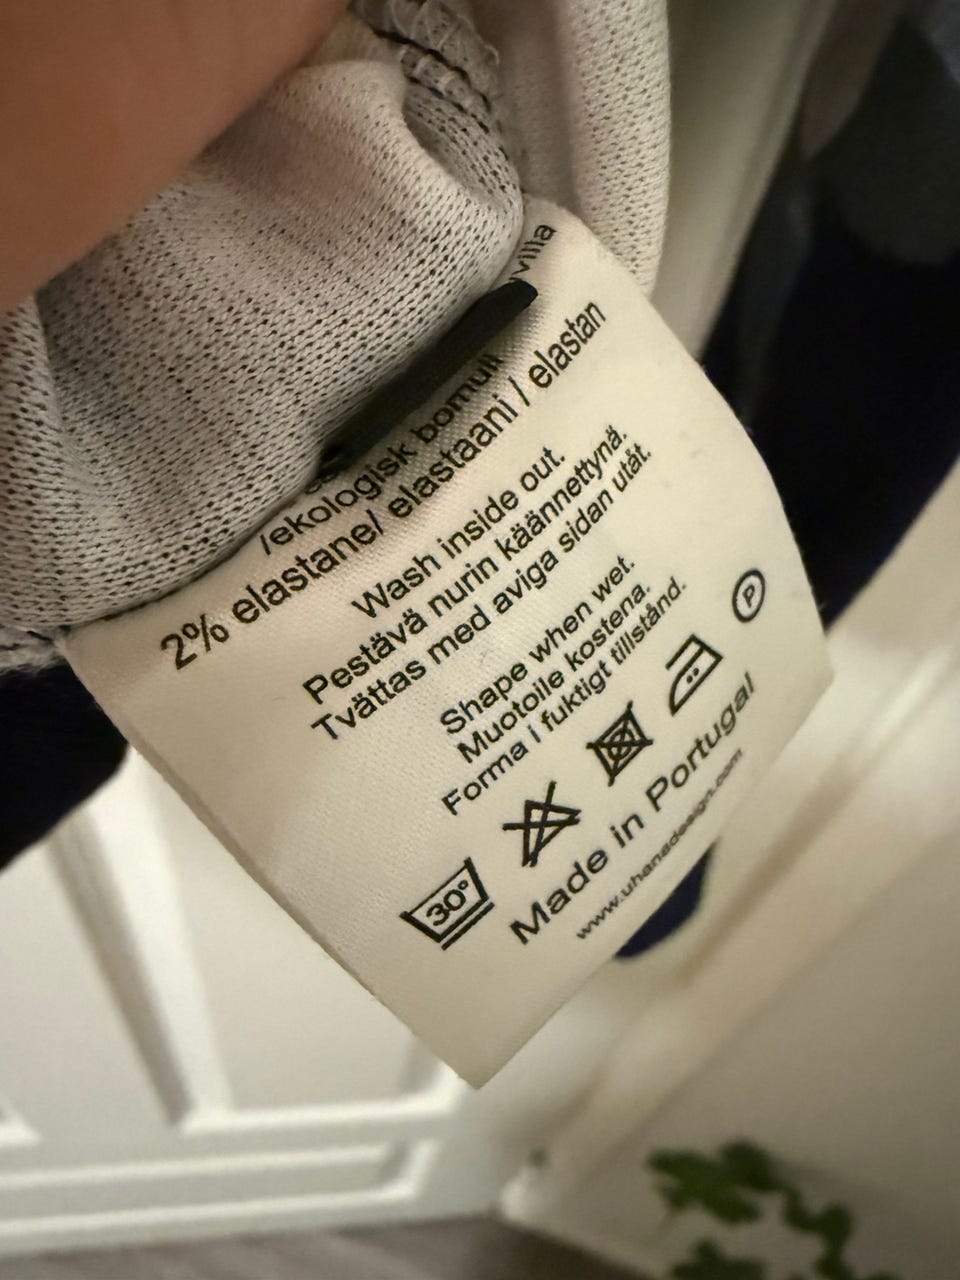 /ekologisk bomull
2% elastane/ elastaani / elastan
Wash inside out.
Pestävä nurin käännettynä.
Tvättas med aviga sidan utåt.
Shape when wet.
Muotoile kosteana.
Forma i fuktigt tillstånd.
30°
P
Made in Portugal
www.uhanadesign.com